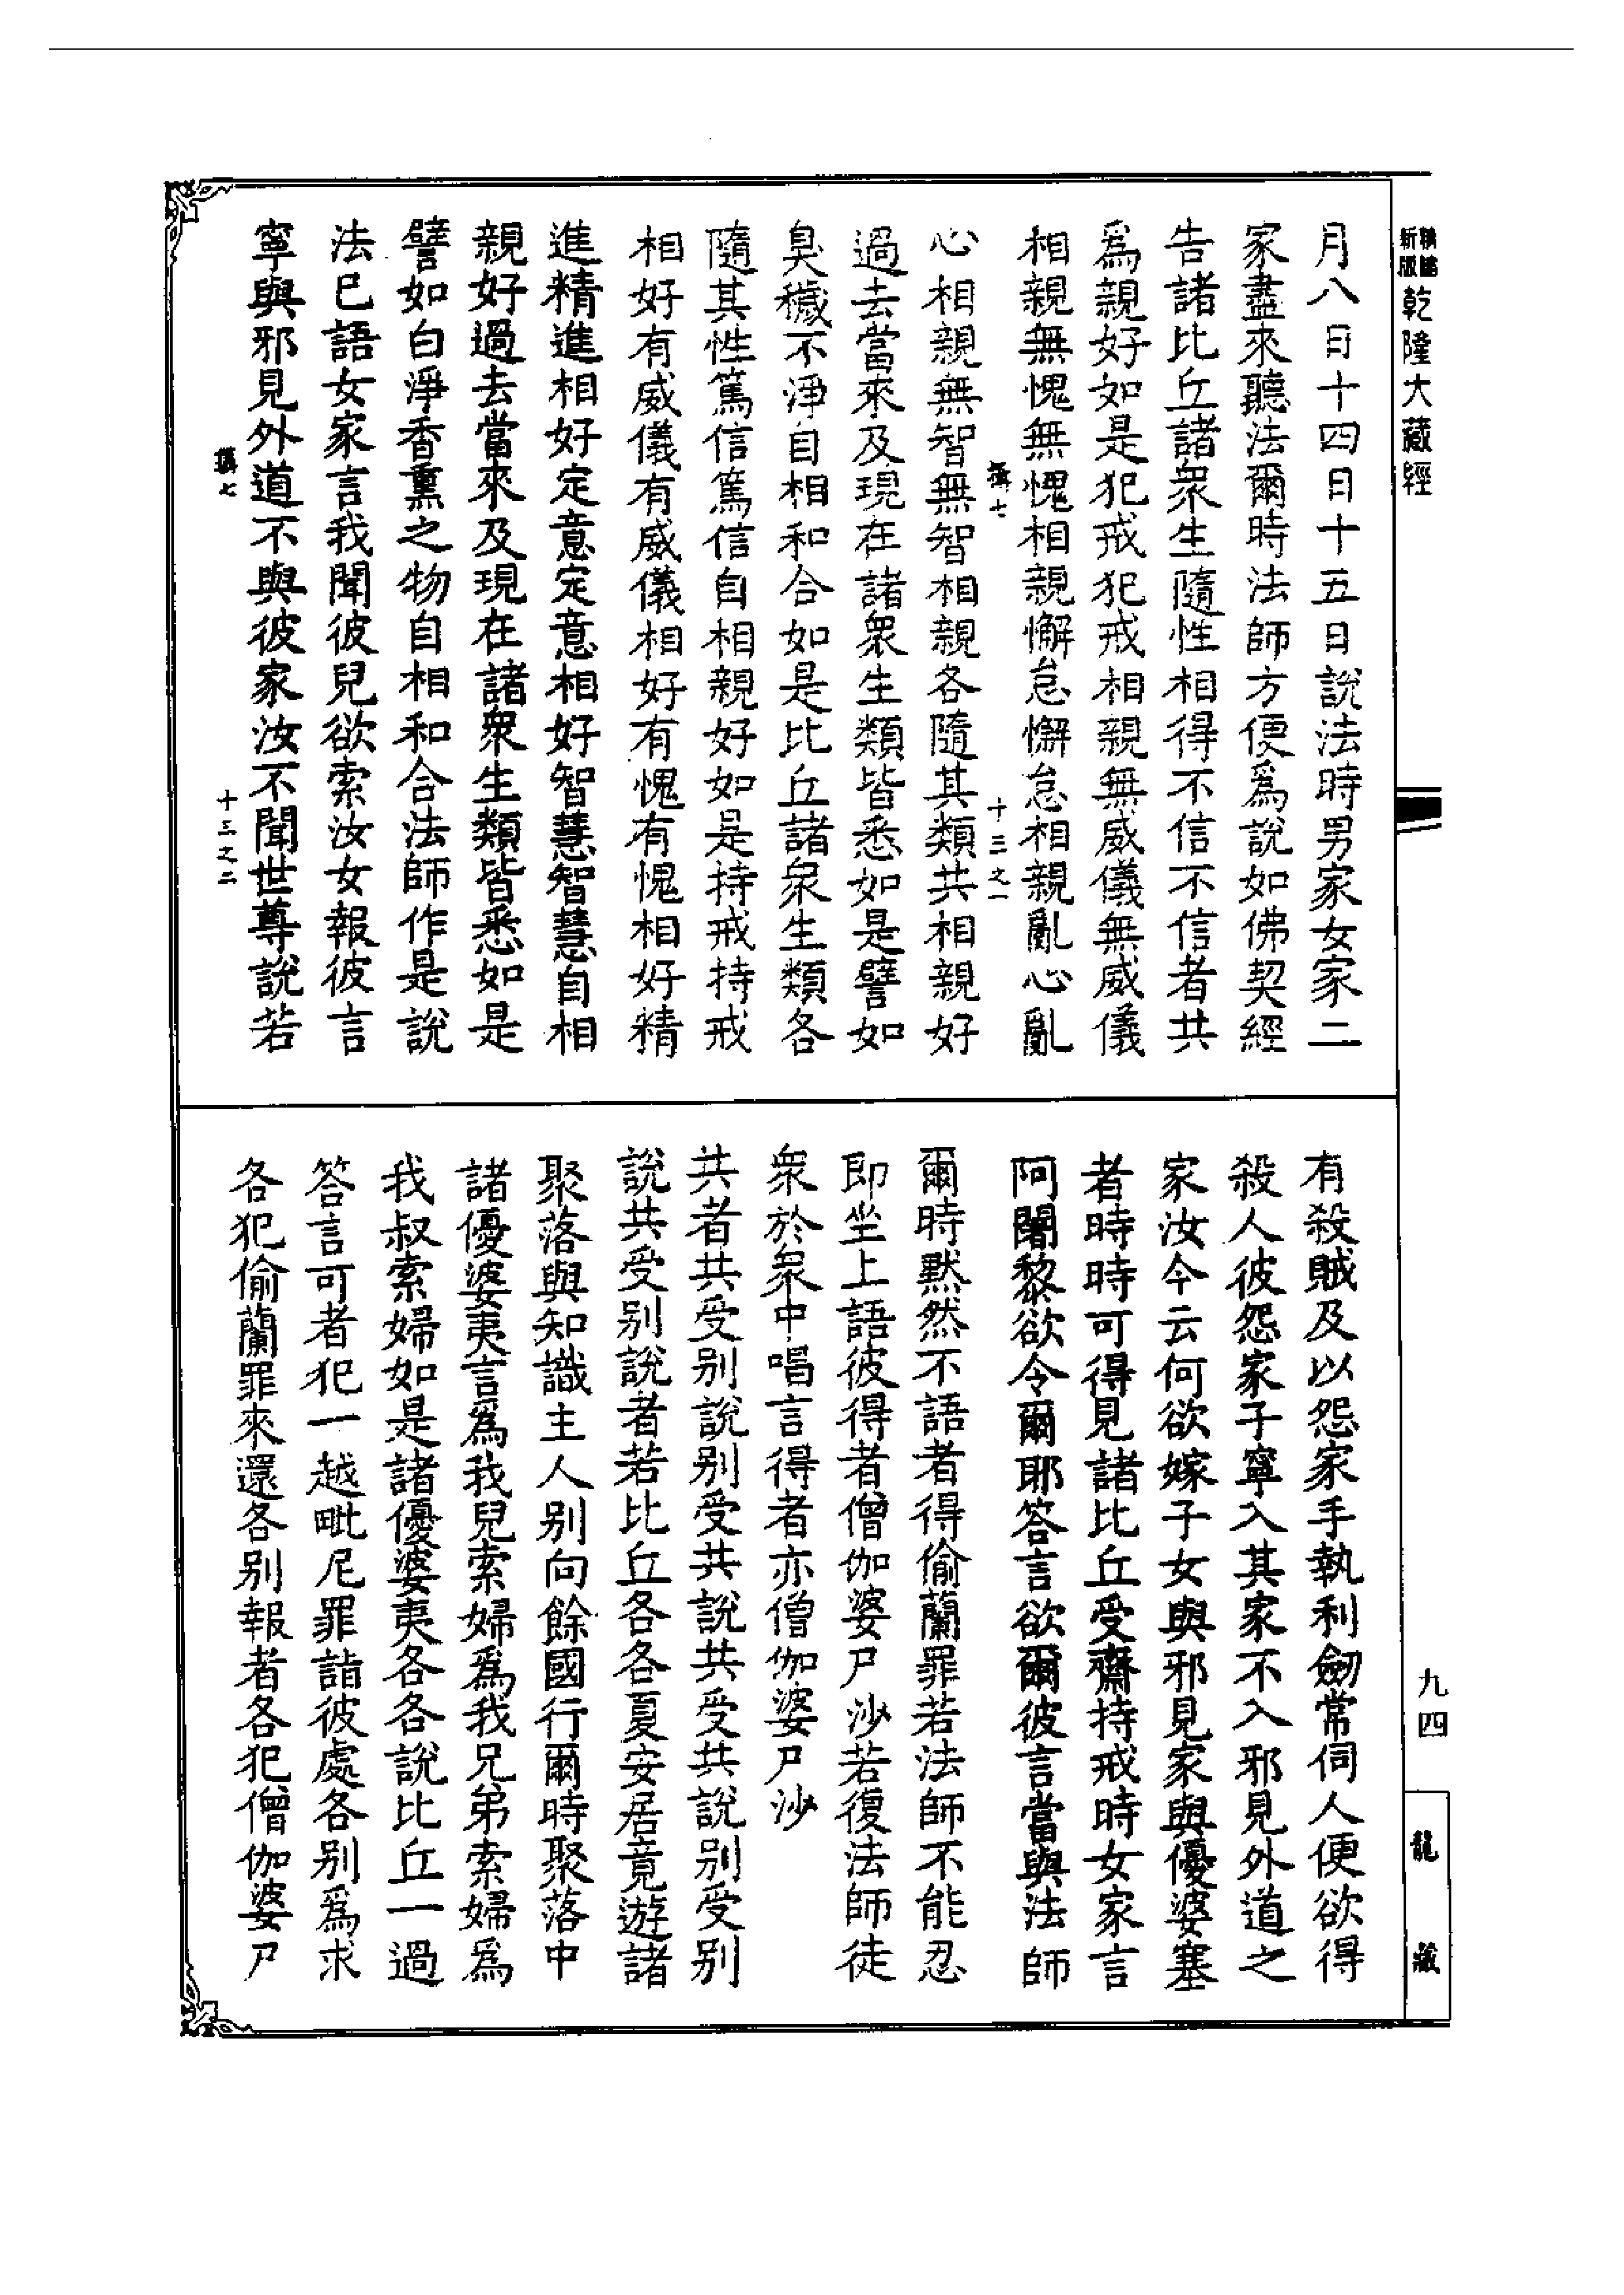 新版
乾隆大藏經
月八日十四日十五日說法時男家女家二
家盡來聽法爾時法師方便爲說如佛契經
告諸比丘諸衆生隨性相得不信不信者共
爲親好如是犯戒犯戒相親無威儀無威儀
相親無愧無愧相親懈怠懈怠相親亂心亂
十三之一
心相親無智無智相親各隨其類共相親好
過去當來及現在諸衆生類皆悉如是譬如
臭穢不淨自相和合如是比丘諸衆生類各
隨其性篤信篤信自相親好如是持戒持戒
相好有威儀有威儀相好有愧有愧相好精
進精進相好定意定意相好智慧智慧自相
親好過去當來及現在諸衆生類皆悉如是
譬如白淨香熏之物自相和合法師作是說
法已語女家言我聞彼兒欲索汝女報彼言
寧與邪見外道不與彼家汝不聞世尊說若
十三之二
有殺賊及以怨家手執利劒常伺人便欲得
殺人彼怨家子寧入其家不入邪見外道之
家汝今云何欲嫁子女與邪見家與優婆塞
者時時可得見諸比丘受齋持戒時女家言
阿闍黎欲令爾耶答言欲爾彼言當與法師
爾時黙然不語者得偷蘭罪若法師不能忍
即坐上語彼得者僧伽婆尸沙若復法師徒
衆於衆中唱言得者亦僧伽婆尸沙
共者共受别說别受共說共受共說别受别
說共受别說者若比丘各各夏安居竟遊諸
聚落與知識主人别向餘國行爾時聚落中
諸優婆夷言爲我兒索婦爲我兄弟索婦爲
我叔索婦如是諸優婆夷各各說比丘一過
答言可者犯一越毗尼罪詣彼處各别爲求
各犯偷蘭罪來還各别報者各犯僧伽婆尸
九四
龍藏